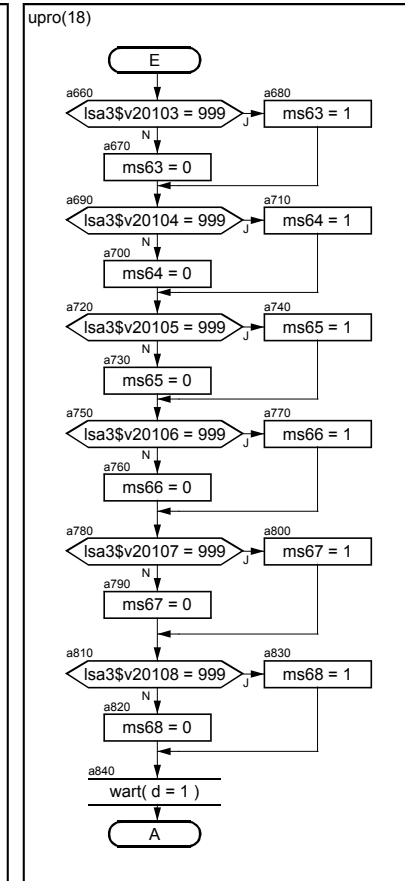 upro(18)
E
a660
lsa3$v20103 = 999
J
a680
ms63 = 1
N
a670
ms63 = 0
a690
lsa3$v20104 = 999
J
a710
ms64 = 1
N
a700
ms64 = 0
a720
lsa3$v20105 = 999
J
a740
ms65 = 1
N
a730
ms65 = 0
a750
lsa3$v20106 = 999
J
a770
ms66 = 1
N
a760
ms66 = 0
a780
lsa3$v20107 = 999
J
a800
ms67 = 1
N
a790
ms67 = 0
a810
lsa3$v20108 = 999
J
a830
ms68 = 1
N
a820
ms68 = 0
a840
wart( d = 1 )
A